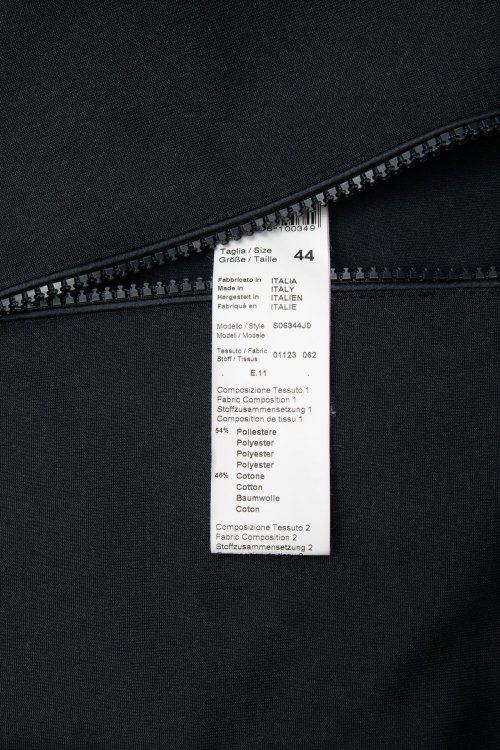 100349
Taglia / Size
Größe / Taille 44
Fabbricato in ITALIA
Made in ITALY
Hergestelt in ITALIEN
Fabriqué en ITALIE
Modello / Style S06344J0
Modell / Modele
Tessuto / Fabric 01123 062
Stoff / Tissus
. E.11 .
Composizione Tessuto 1
Fabric Composition 1
Stoffzusammensetzung 1
Composition de tissu 1
54% Poliestere
Polyester
Polyester
Polyester
46% Cotone
Cotton
Baumwolle
Coton
Composizione Tessuto 2
Fabric Composition 2
Stoffzusammensetzung 2